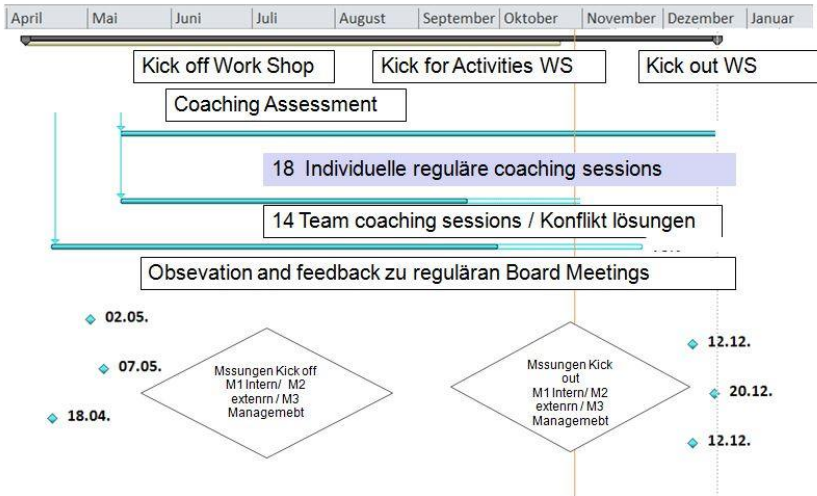 April Mai Juni Juli August September Oktober November Dezember Januar
Kick off Work Shop Kick for Activities WS Kick out WS
Coaching Assessment
18 Individuelle reguläre coaching sessions
14 Team coaching sessions / Konflikt lösungen
Obsevation and feedback zu reguläran Board Meetings
02.05.
07.05.
18.04.
Mssungen Kick off
M1 Intern/ M2
extenrn / M3
Managemebt
Mssungen Kick
out
M1 Intern/ M2
extenrn / M3
Managemebt
12.12.
20.12.
12.12.